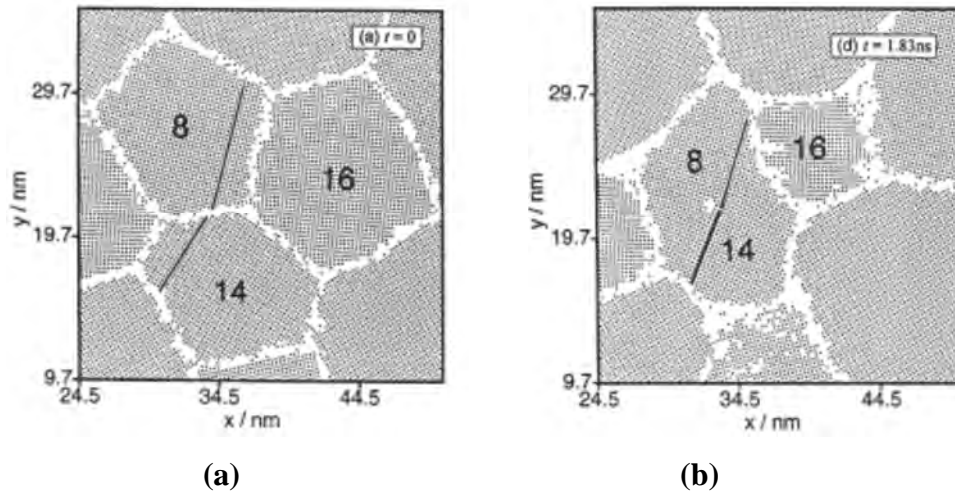 (a) t = 0
29.7
19.7
9.7
y / nm
8
16
14
24.5 34.5 44.5
x / nm
(a)
(d) t = 1.83ns
29.7
19.7
9.7
y / nm
16
8
14
24.5 34.5 44.5
x / nm
(b)